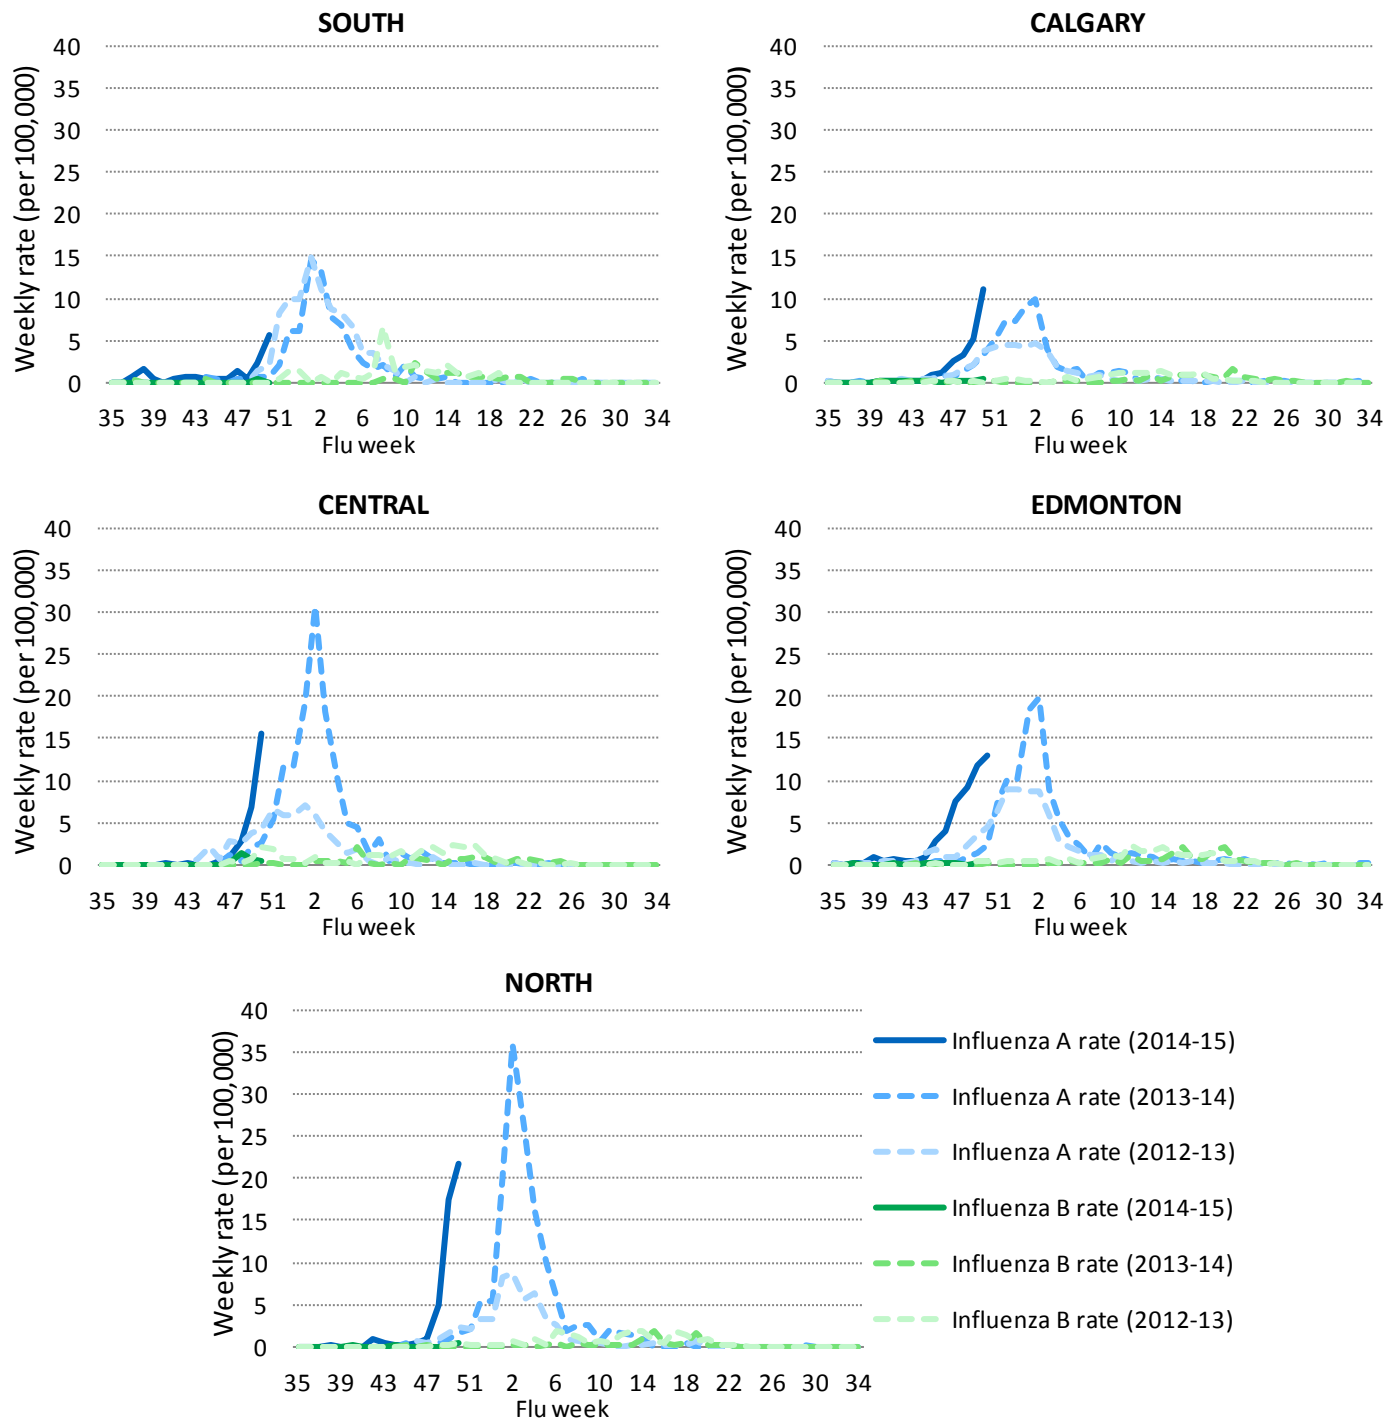 SOUTH
Weekly rate (per 100,000)
40
35
30
25
20
15
10
5
0
35 39 43 47 51 2 6 10 14 18 22 26 30 34
Flu week
CALGARY
Weekly rate (per 100,000)
40
35
30
25
20
15
10
5
0
35 39 43 47 51 2 6 10 14 18 22 26 30 34
Flu week
CENTRAL
Weekly rate (per 100,000)
40
35
30
25
20
15
10
5
0
35 39 43 47 51 2 6 10 14 18 22 26 30 34
Flu week
EDMONTON
Weekly rate (per 100,000)
40
35
30
25
20
15
10
5
0
35 39 43 47 51 2 6 10 14 18 22 26 30 34
Flu week
NORTH
Weekly rate (per 100,000)
40
35
30
25
20
15
10
5
0
35 39 43 47 51 2 6 10 14 18 22 26 30 34
Flu week
Influenza A rate (2014-15)
Influenza A rate (2013-14)
Influenza A rate (2012-13)
Influenza B rate (2014-15)
Influenza B rate (2013-14)
Influenza B rate (2012-13)